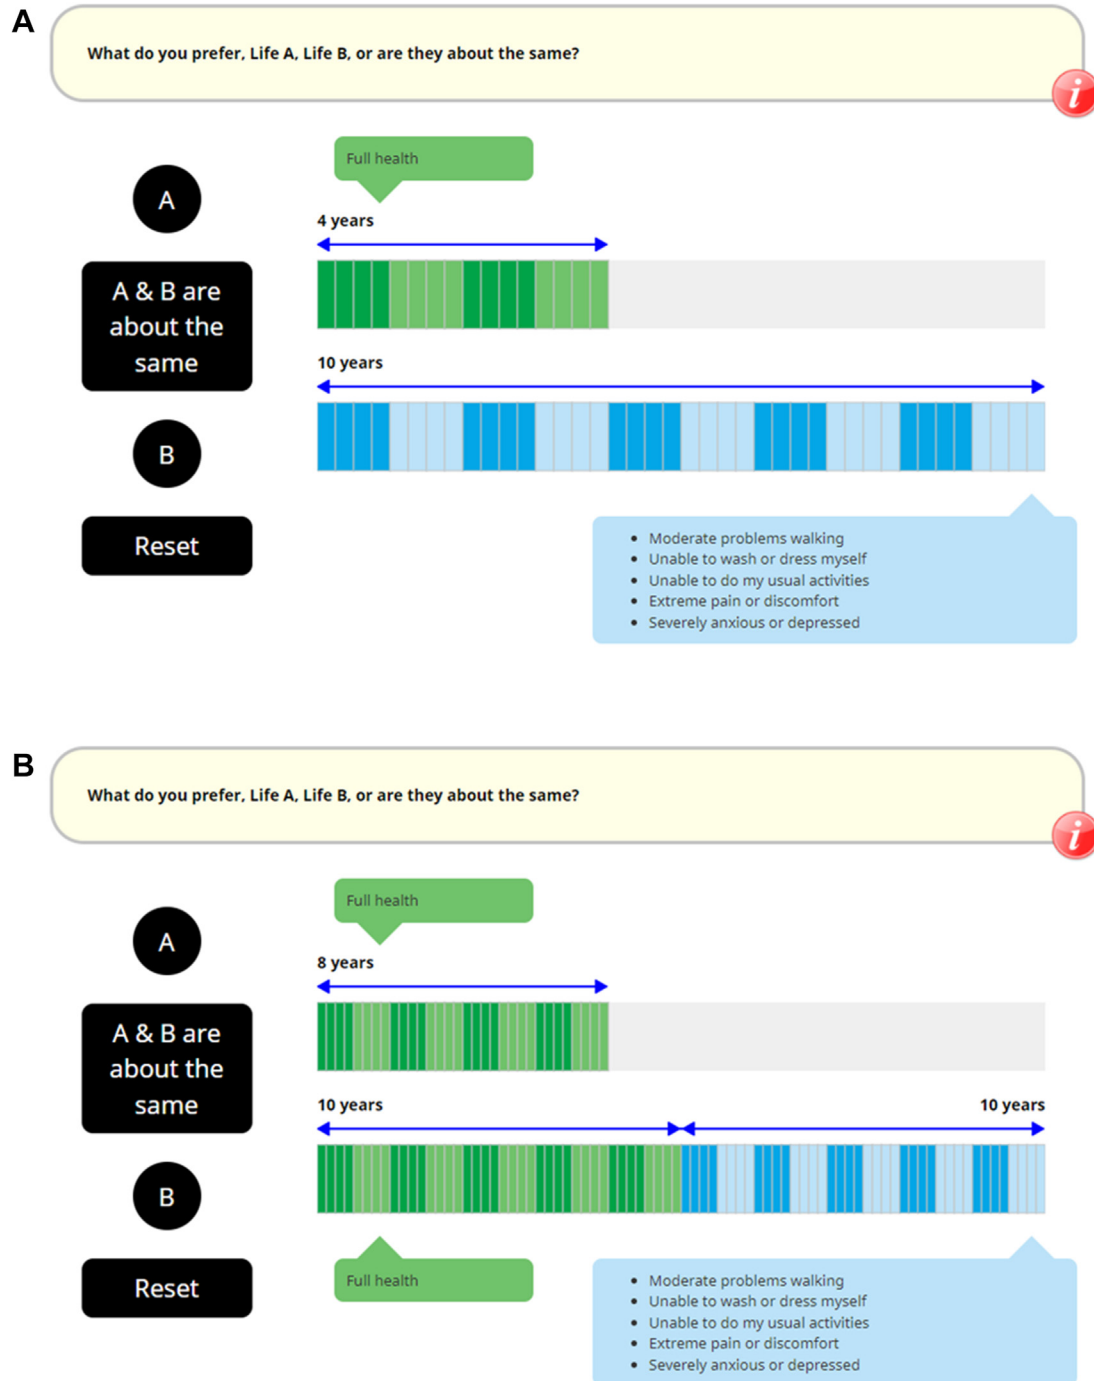 A
What do you prefer, Life A, Life B, or are they about the same?
i
Full health
A
4 years
A & B are
about the
same
10 years
B
Reset
• Moderate problems walking
• Unable to wash or dress myself
• Unable to do my usual activities
• Extreme pain or discomfort
• Severely anxious or depressed
B
What do you prefer, Life A, Life B, or are they about the same?
i
Full health
A
8 years
A & B are
about the
same
10 years
10 years
B
Reset
Full health
• Moderate problems walking
• Unable to wash or dress myself
• Unable to do my usual activities
• Extreme pain or discomfort
• Severely anxious or depressed